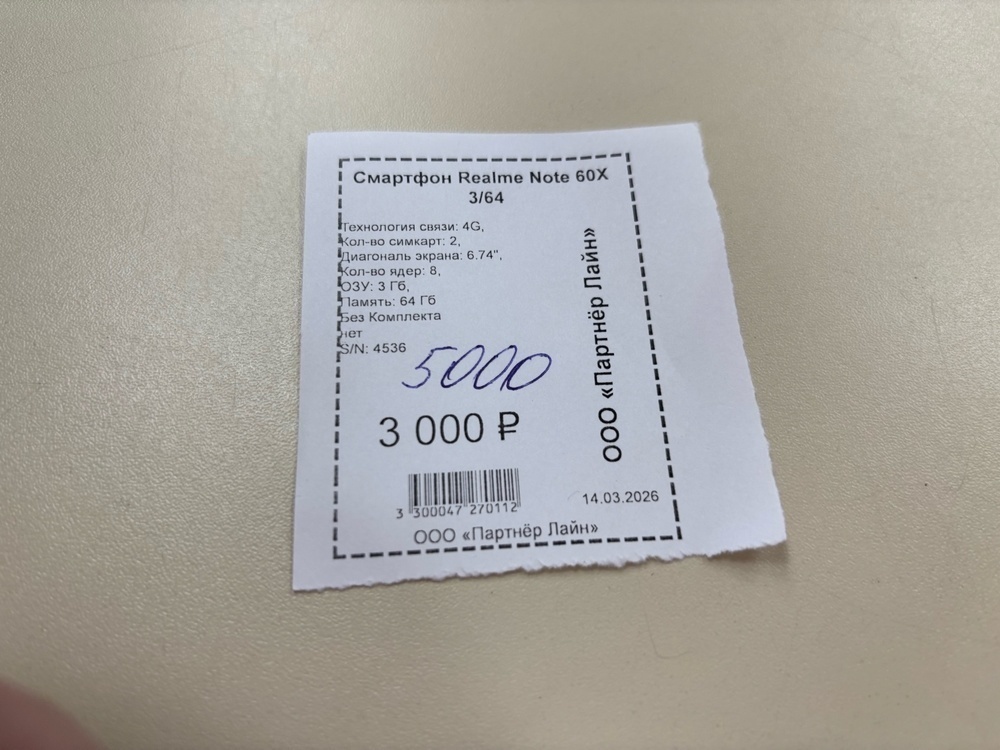 Смартфон Realme Note 60X
3/64
Технология связи: 4G,
Кол-во симкарт: 2,
Диагональ экрана: 6.74",
Кол-во ядер: 8,
ОЗУ: 3 Гб,
Память: 64 Гб
Без Комплекта
нет
S/N: 4536
5000
3 000 ₽
3 300047 270112
14.03.2026
ООО «Партнёр Лайн»
ООО «Партнёр Лайн»